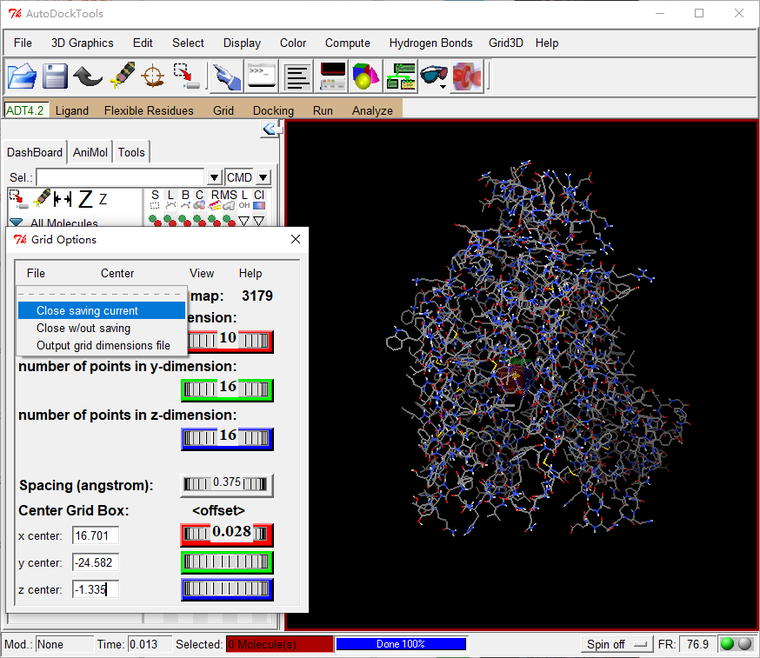 AutoDockTools
File 3D Graphics Edit Select Display Color Compute Hydrogen Bonds Grid3D Help
ADT4.2 Ligand Flexible Residues Grid Docking Run Analyze
DashBoard AniMol Tools
Sel.: CMD
Z Z S L B C R MS L Cl
OH
All Molecules
Grid Options
File Center View Help
map: 3179
Close saving current
ension:
Close w/out saving
10
Output grid dimensions file
number of points in y-dimension:
16
number of points in z-dimension:
16
Spacing (angstrom): 0.375
Center Grid Box: <offset>
x center: 16.701 0.028
y center: -24.582
z center: -1.335
Mod.: None Time: 0.013 Selected: 0 Molecule(s) Done 100% Spin off FR: 76.9